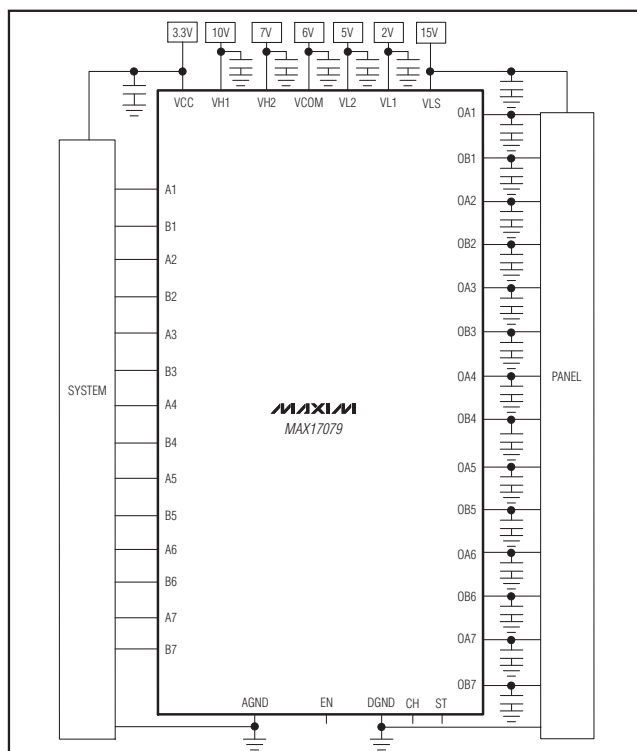 3.3V 10V 7V 6V 5V 2V 15V
VCC VH1 VH2 VCOM VL2 VL1 VLS
OA1
OB1
A1
OA2
B1
OB2
A2
OA3
B2
OB3
A3
B3
OA4
SYSTEM
PANEL
A4
MAXIM
MAX17079
OB4
B4
OA5
A5
OB5
B5
A6
OA6
B6
OB6
A7
OA7
B7
OB7
AGND EN DGND CH ST